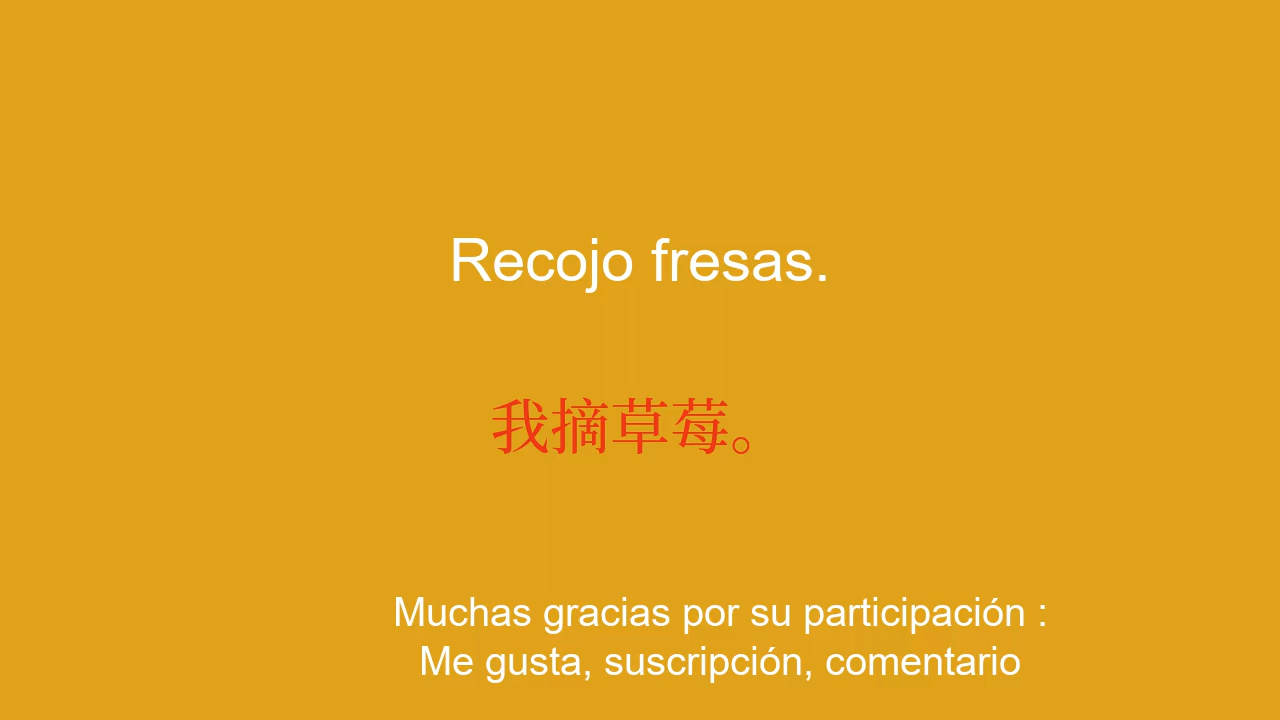 Recojo fresas.
我摘草莓。
Muchas gracias por su participación :
Me gusta, suscripción, comentario